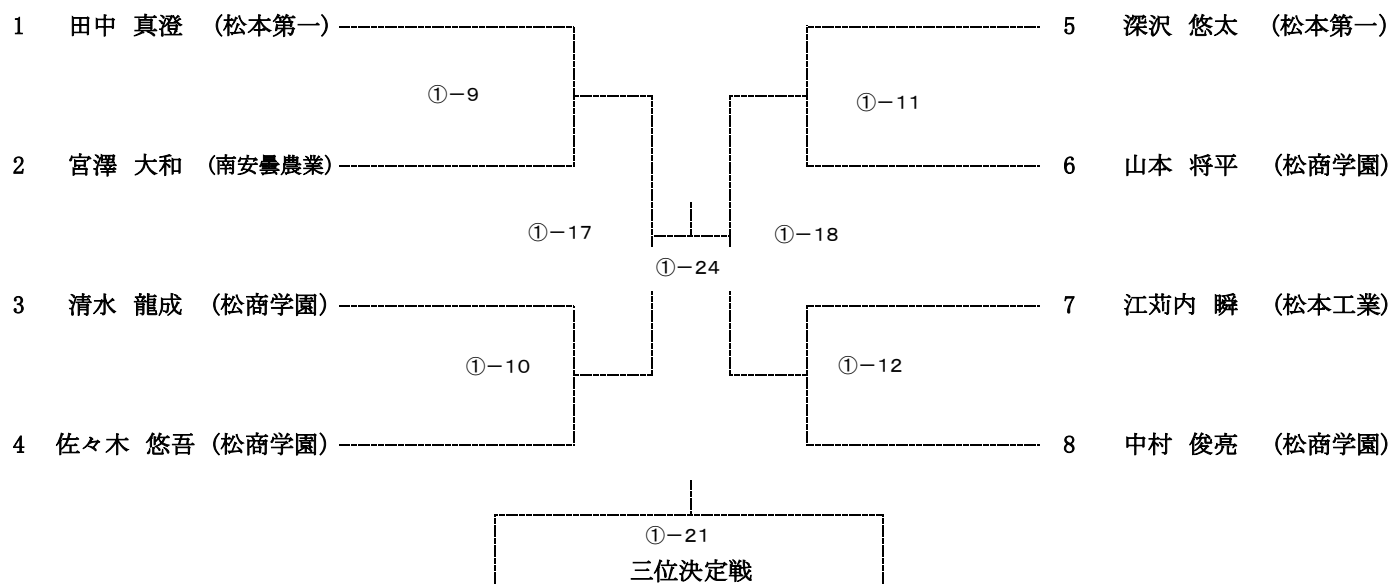 1 田中 真澄 (松本第一)
5 深沢 悠太 (松本第一)
①－9
①－11
2 宮澤 大和 (南安曇農業)
6 山本 将平 (松商学園)
①－17
①－18
①－24
3 清水 龍成 (松商学園)
7 江苅内 瞬 (松本工業)
①－10
①－12
4 佐々木 悠吾 (松商学園)
8 中村 俊亮 (松商学園)
①－21
三位決定戦